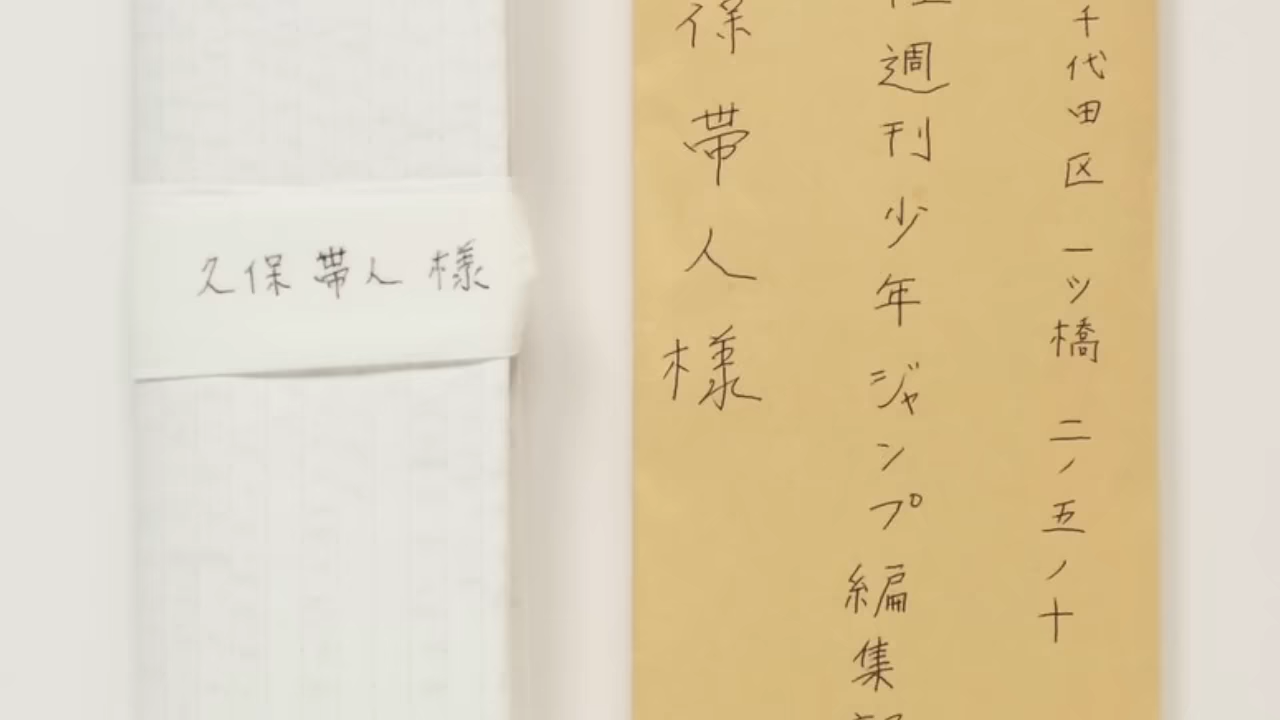 千代田区一ツ橋二ノ五ノ十
週刊少年ジャンプ編集
保帯人様
久保帯人様